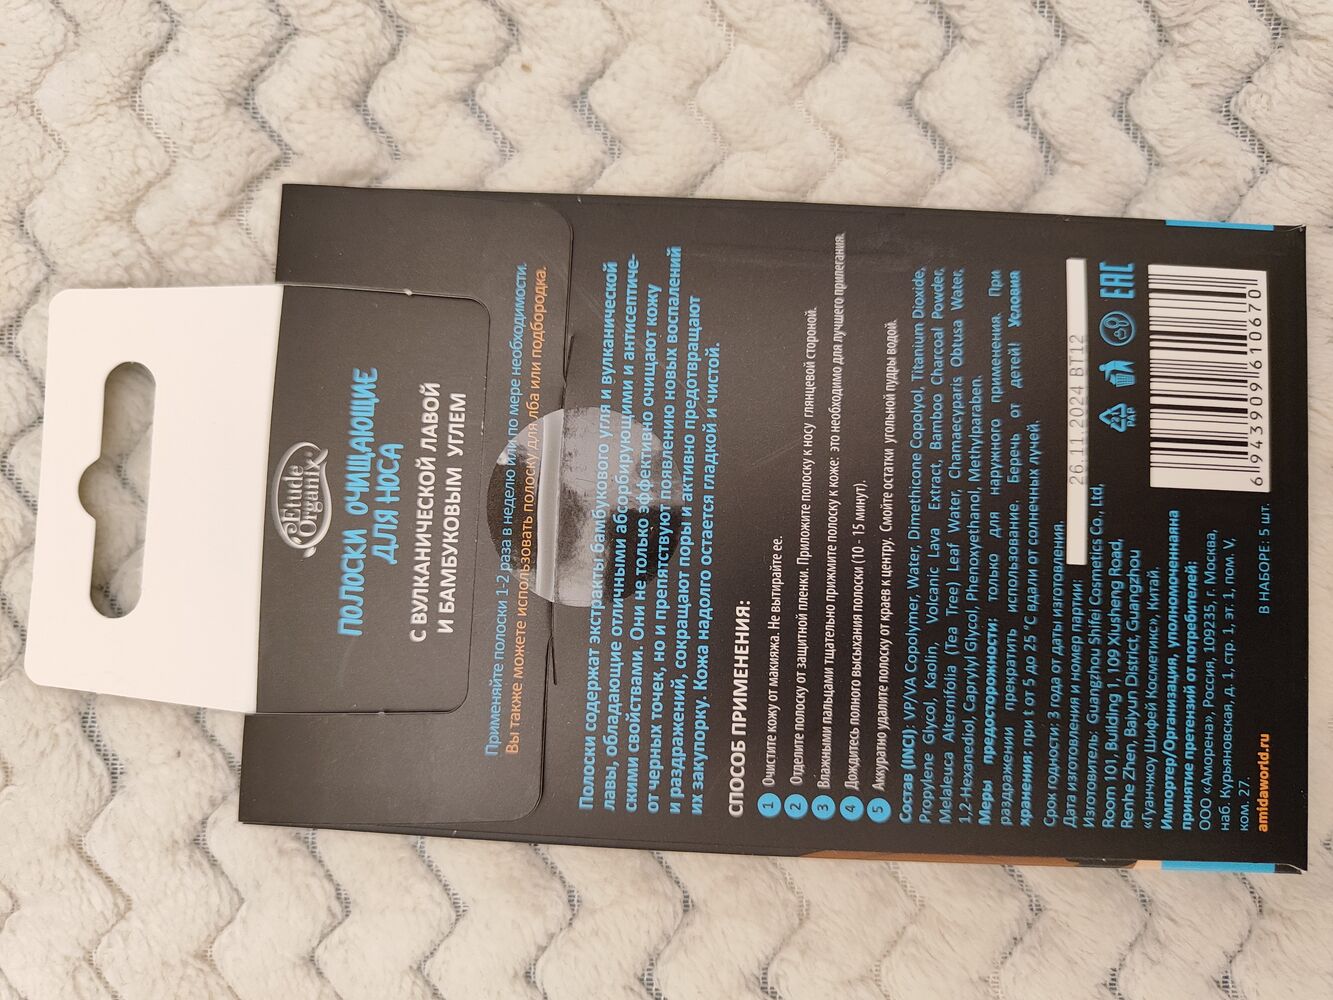 Etude
Organix
ПОЛОСКИ ОЧИЩАЮЩИЕ
ДЛЯ НОСА
С ВУЛКАНИЧЕСКОЙ ЛАВОЙ
И БАМБУКОВЫМ УГЛЕМ
Применяйте полоски 1-2 раза в неделю или по мере необходимости.
Вы также можете использовать полоску для лба или подбородка.
Полоски содержат экстракты бамбукового угля и вулканической
лавы, обладающие отличными абсорбирующими и антисептиче-
скими свойствами. Они не только эффективно очищают кожу
от черных точек, но и препятствуют появлению новых воспалений
и раздражений, сокращают поры и активно предотвращают
их закупорку. Кожа надолго остается гладкой и чистой.
СПОСОБ ПРИМЕНЕНИЯ:
1 Очистите кожу от макияжа. Не вытирайте ее.
2 Отделите полоску от защитной пленки. Приложите полоску к носу глянцевой стороной.
3 Влажными пальцами тщательно прижмите полоску к коже: это необходимо для лучшего прилегания.
4 Дождитесь полного высыхания полоски (10 - 15 минут).
5 Аккуратно удалите полоску от краев к центру. Смойте остатки угольной пудры водой.
Состав (INCI), VP/VA Copolymer, Water, Dimethicone Copolyol, Titanium Dioxide,
Propylene Glycol, Kaolin, Volcanic Lava Extract, Bamboo Charcoal Powder,
Melaleuca Alternifolia (Tea Tree) Leaf Water, Chamaecyparis Obtusa Water,
1,2-Hexanediol, Caprylyl Glycol, Phenoxyethanol, Methylparaben.
Меры предосторожности: только для наружного применения. При
раздражении прекратить использование. Беречь от детей! Условия
хранения: при t от 5 до 25 °С вдали от солнечных лучей.
Срок годности: 3 года от даты изготовления.
Дата изготовления и номер партии: 26.11.2024 BT12
Изготовитель: Guangzhou Shifei Cosmetics Co., Ltd,
Room 101, Building 1, 109 Xiusheng Road,
Renhe Zhen, Baiyun District, Guangzhou
«Гуанчжоу Шифей Косметикс», Китай.
Импортер/Организация, уполномоченнаяна
принятие претензий от потребителей:
ООО «Аморена», Россия, 109235, г. Москва,
наб. Курьяновская, д. 1, стр. 1, эт. 1, пом. V,
ком. 27.
amidaworld.ru
22
PAP
EAC
6 943909 610670
В НАБОРЕ: 5 шт.